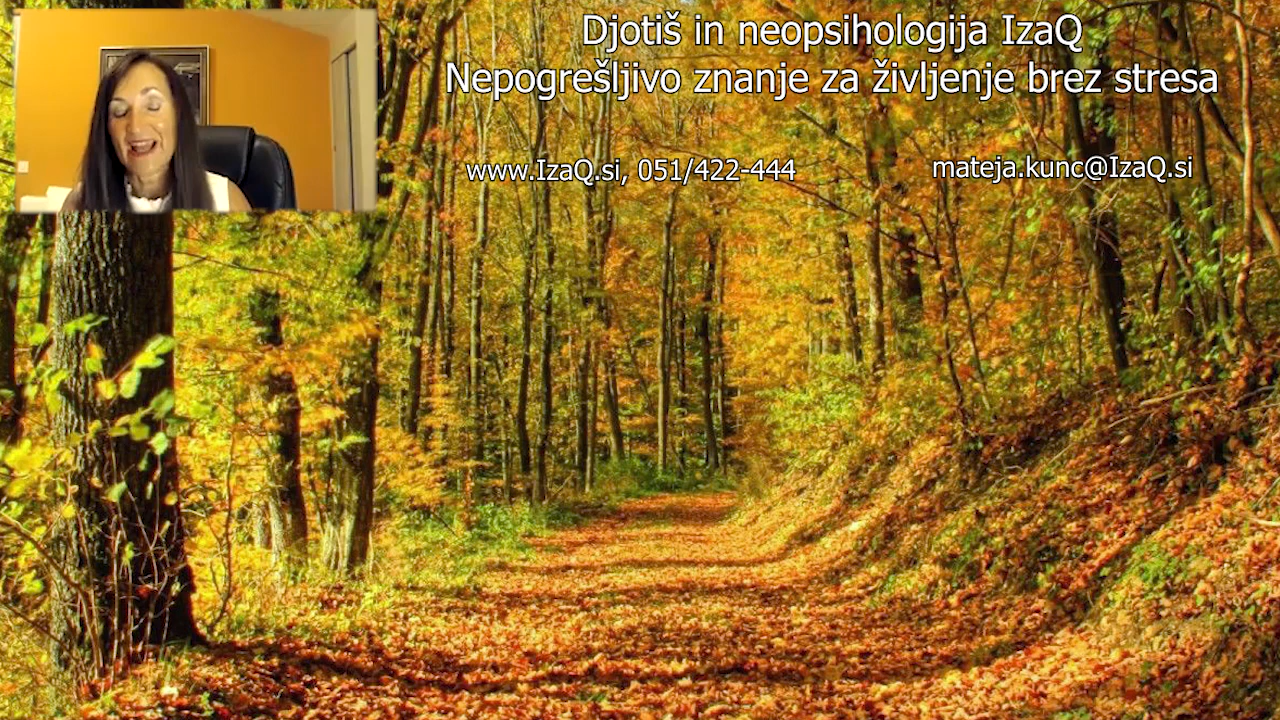 Djotiš in neopsihologija IzaQ
Nepogrešljivo znanje za življenje brez stresa
www.IzaQ.si, 051/422-444
mateja.kunc@IzaQ.si